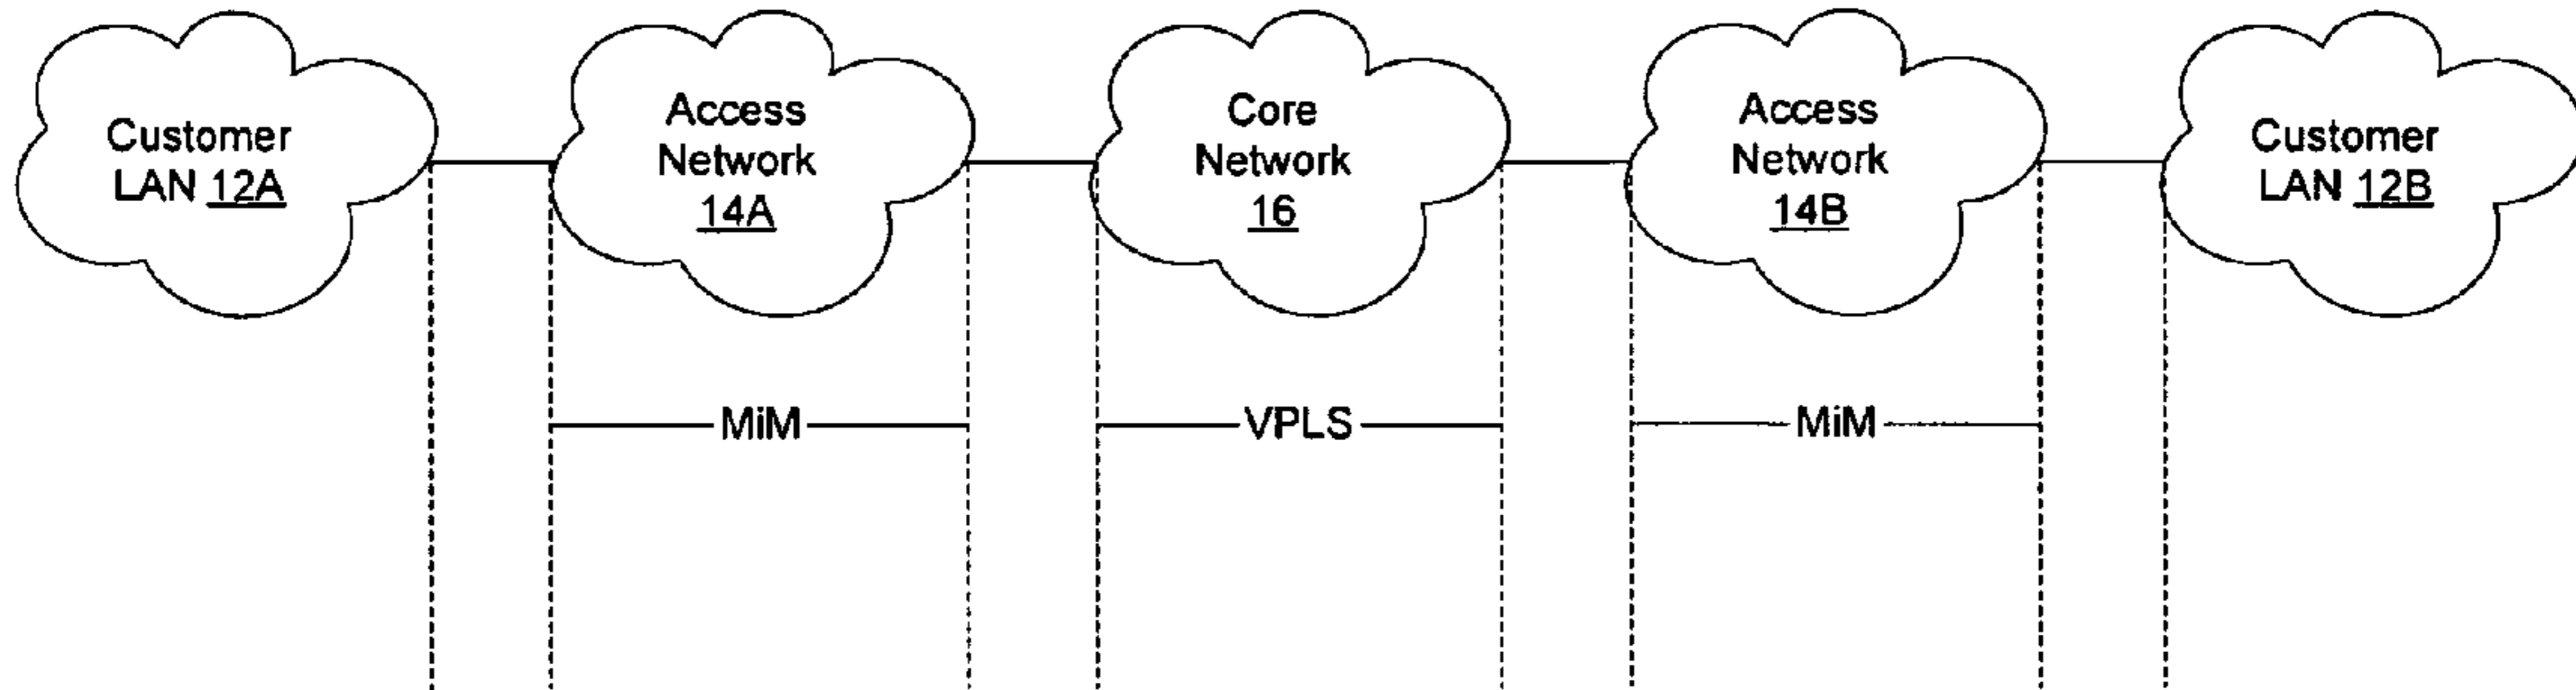 Customer
LAN 12A
Access
Network
14A
Core
Network
16
Access
Network
14B
Customer
LAN 12B
MiM
VPLS
MiM